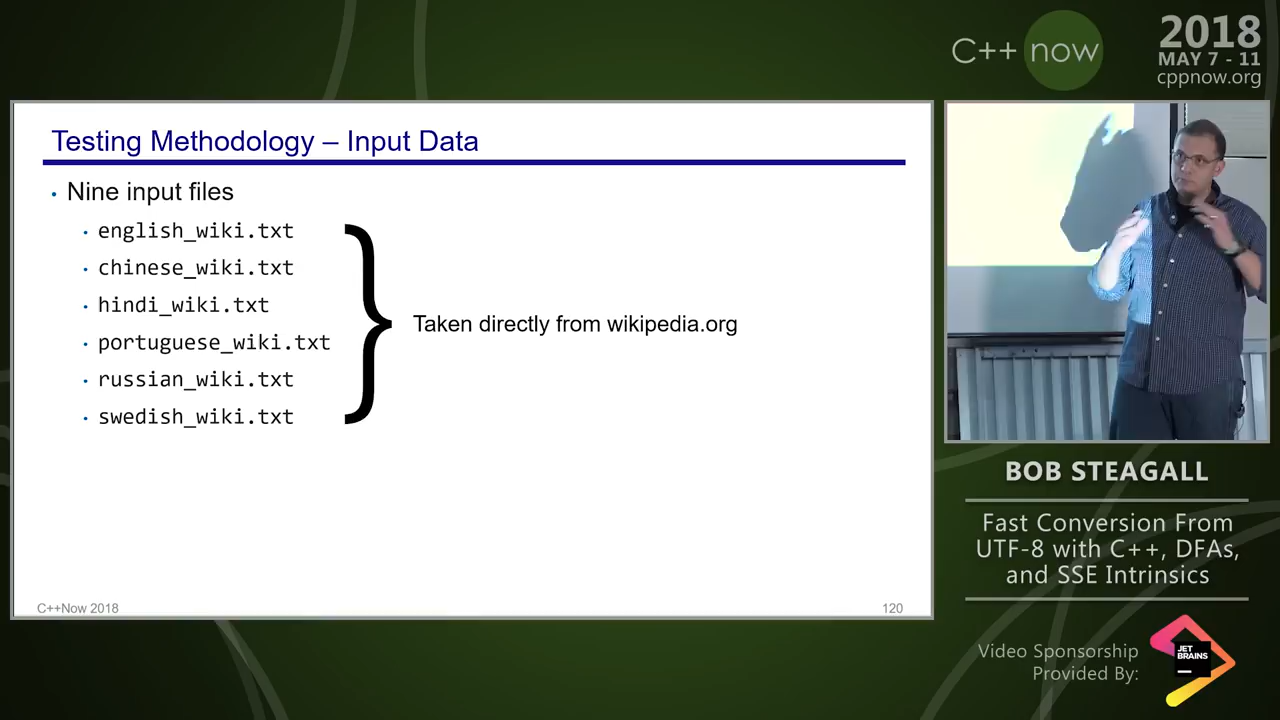 C++ now
2018
MAY 7 - 11
cppnow.org
Testing Methodology – Input Data
• Nine input files
• english_wiki.txt
• chinese_wiki.txt
• hindi_wiki.txt
• portuguese_wiki.txt
• russian_wiki.txt
• swedish_wiki.txt
} Taken directly from wikipedia.org
C++Now 2018
120
BOB STEAGALL
Fast Conversion From
UTF-8 with C++, DFAs,
and SSE Intrinsics
Video Sponsorship
Provided By:
JET
BRAINS